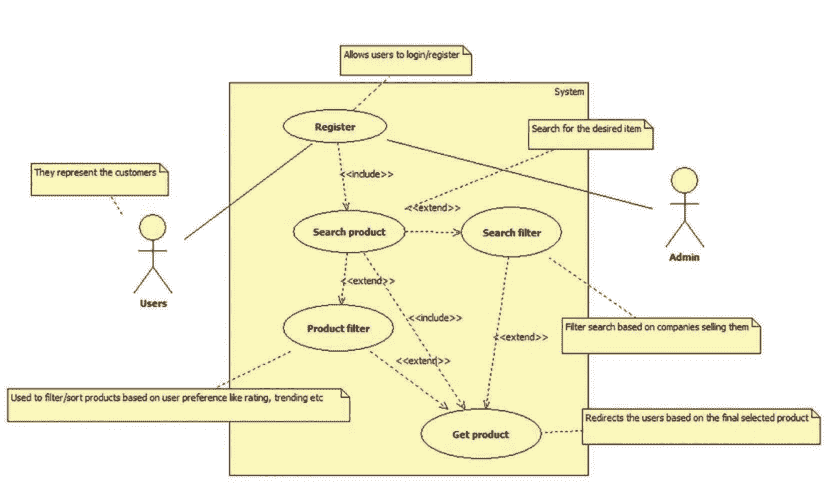 Allows users to login/register
System
Register
Search for the desired item
They represent the customers
<<include>>
<<extend>>
Search product
Search filter
Users
Admin
<<extend>>
<<include>>
Product filter
<<extend>>
Filter search based on companies selling them
<<extend>>
Used to filter/sort products based on user preference like rating, trending etc
Get product
Redirects the users based on the final selected product